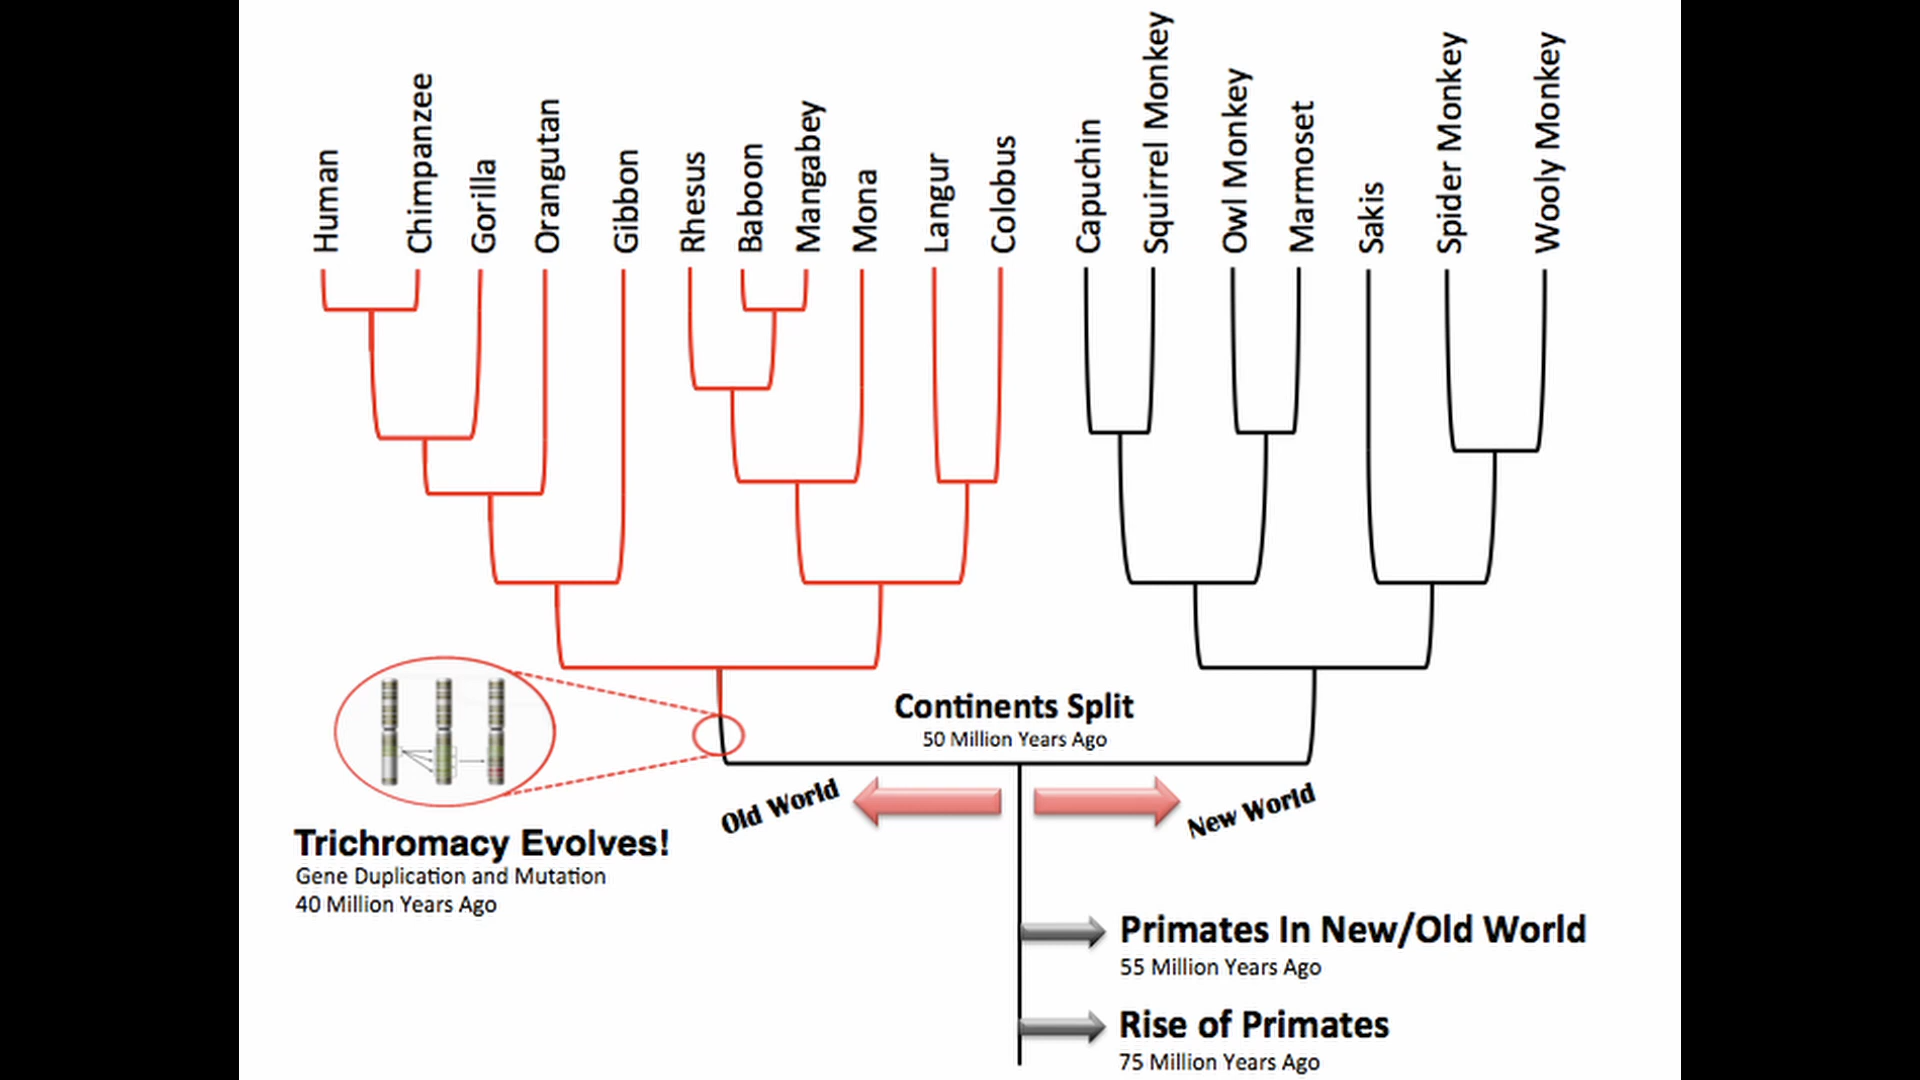 Human
Chimpanzee
Gorilla
Orangutan
Gibbon
Rhesus
Baboon
Mangabey
Mona
Langur
Colobus
Capuchin
Squirrel Monkey
Owl Monkey
Marmoset
Sakis
Spider Monkey
Wooly Monkey
Continents Split
50 Million Years Ago
Old World
New World
Trichromacy Evolves!
Gene Duplication and Mutation
40 Million Years Ago
Primates In New/Old World
55 Million Years Ago
Rise of Primates
75 Million Years Ago